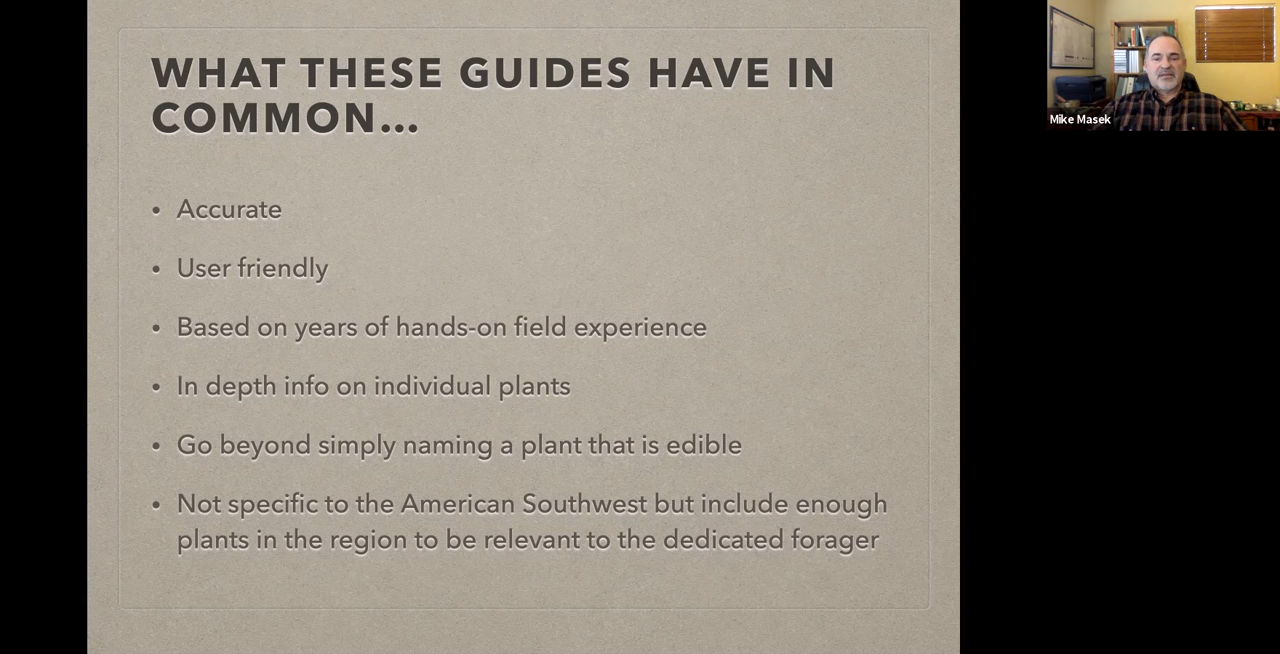 WHAT THESE GUIDES HAVE IN
COMMON…
• Accurate
• User friendly
• Based on years of hands-on field experience
• In depth info on individual plants
• Go beyond simply naming a plant that is edible
• Not specific to the American Southwest but include enough
plants in the region to be relevant to the dedicated forager
Mike Masek